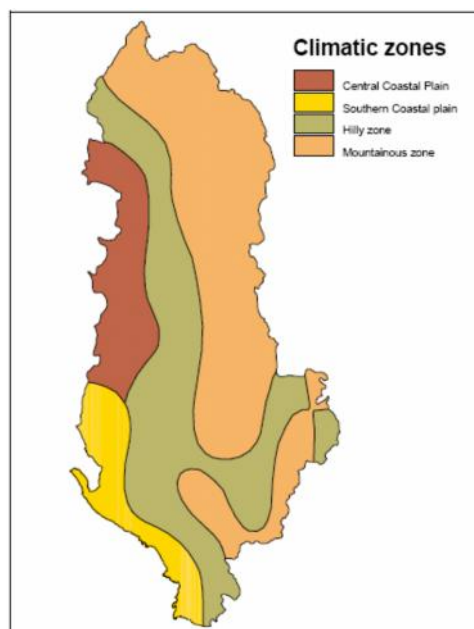 Climatic zones
Central Coastal Plain
Southern Coastal plain
Hilly zone
Mountainous zone